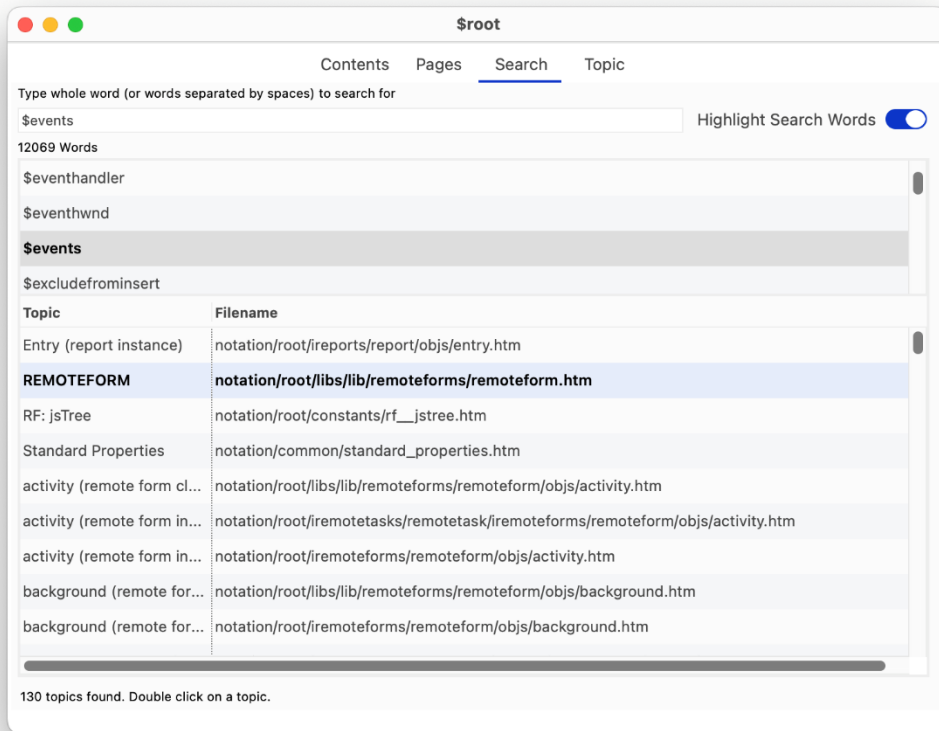 $root
Contents Pages Search Topic
Type whole word (or words separated by spaces) to search for
$events Highlight Search Words
12069 Words
$eventhandler
$eventhwnd
$events
$excludefrominsert
Topic Filename
Entry (report instance) notation/root/ireports/report/objs/entry.htm
REMOTEFORM notation/root/libs/lib/remoteforms/remoteform.htm
RF: jsTree notation/root/constants/rf__jstree.htm
Standard Properties notation/common/standard_properties.htm
activity (remote form cl... notation/root/libs/lib/remoteforms/remoteform/objs/activity.htm
activity (remote form in... notation/root/iremotetasks/remotetask/iremoteforms/remoteform/objs/activity.htm
activity (remote form in... notation/root/iremoteforms/remoteform/objs/activity.htm
background (remote for... notation/root/libs/lib/remoteforms/remoteform/objs/background.htm
background (remote for... notation/root/iremoteforms/remoteform/objs/background.htm
130 topics found. Double click on a topic.